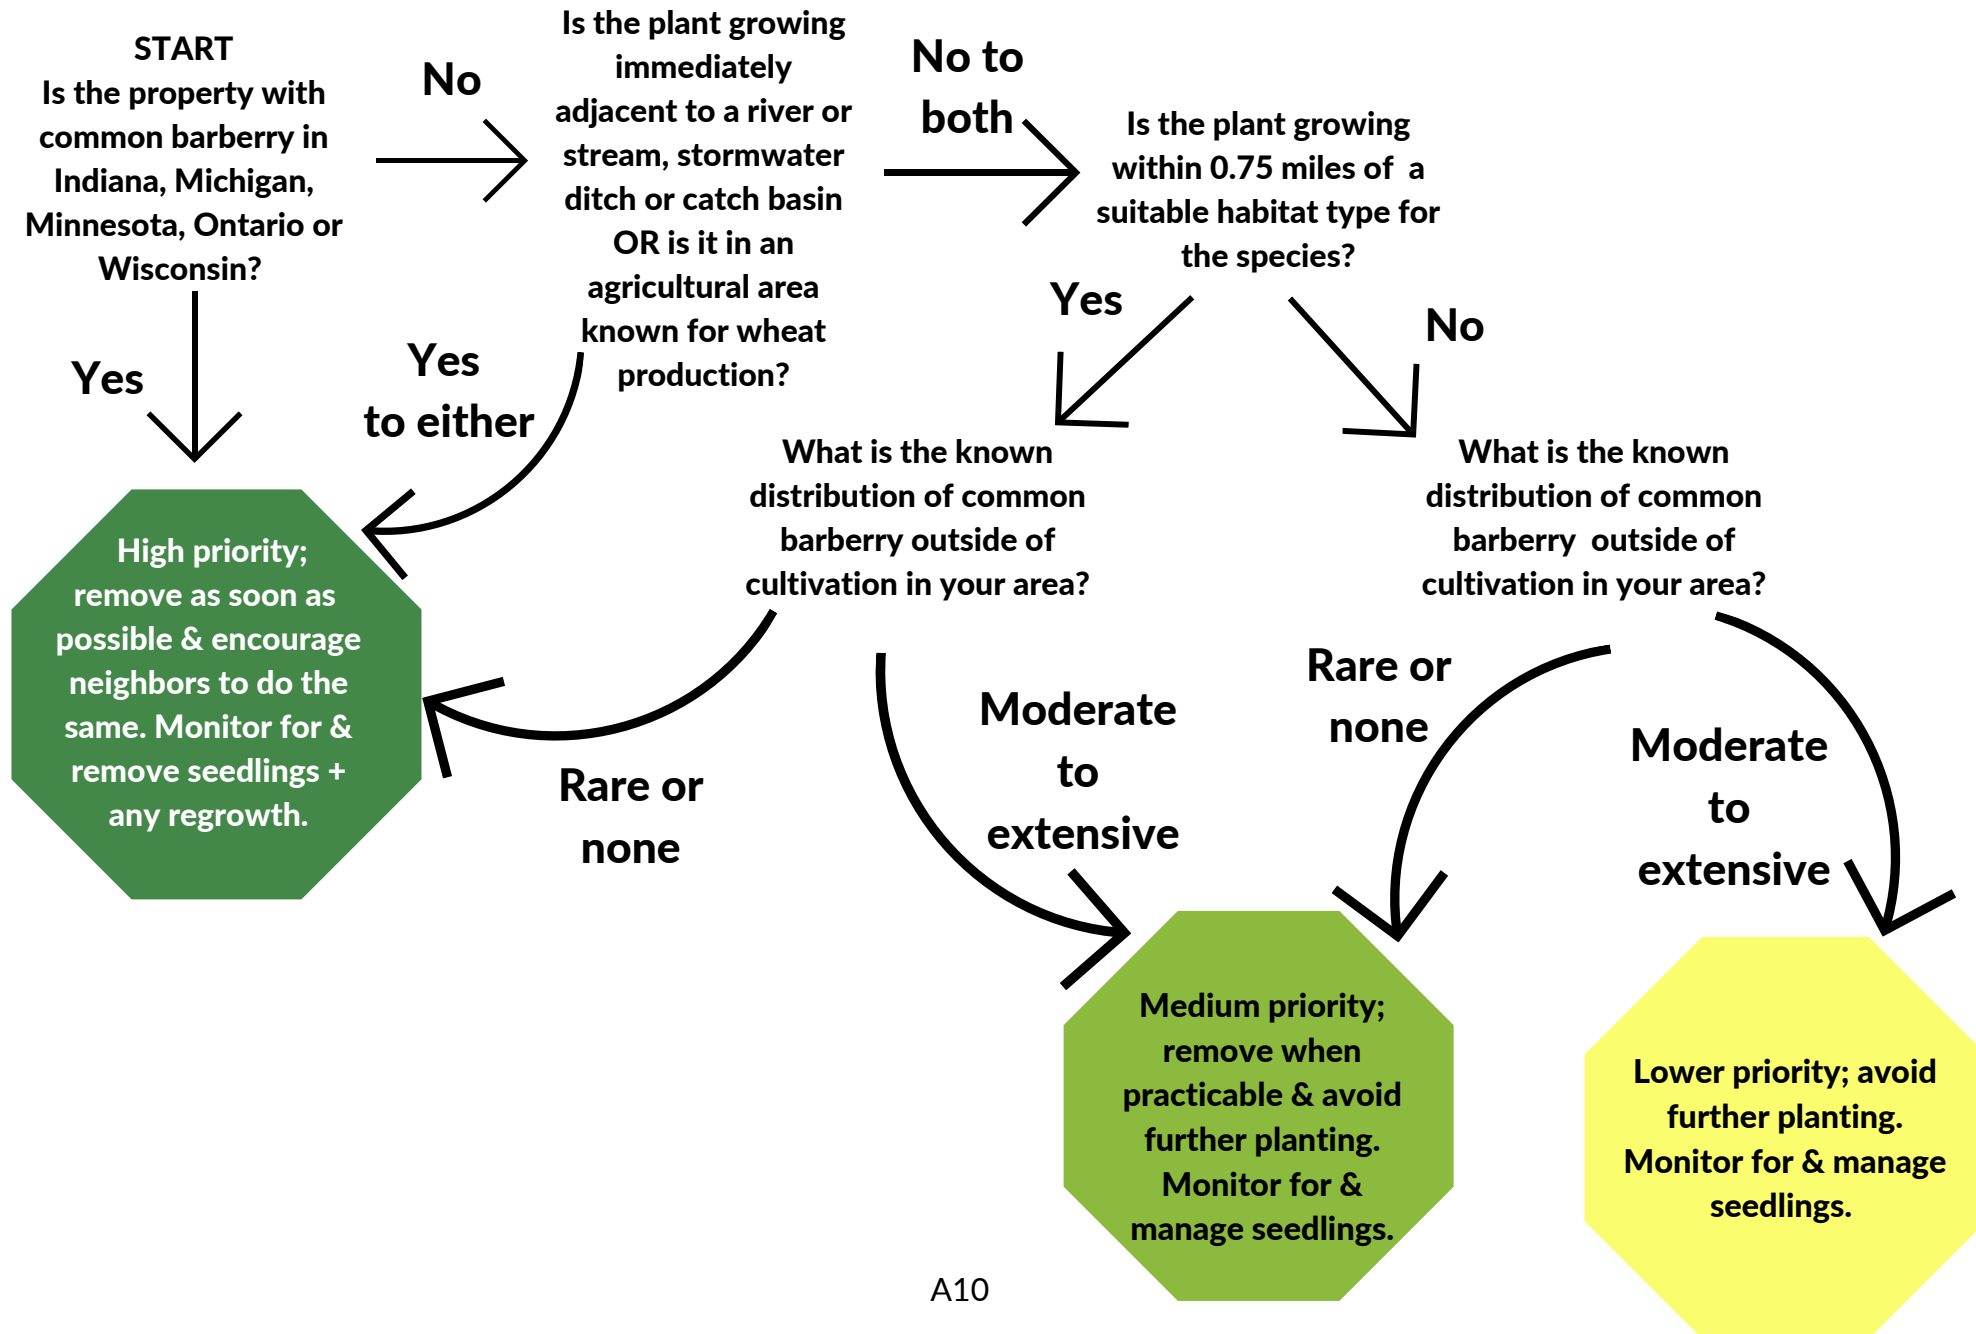 START
Is the property with
common barberry in
Indiana, Michigan,
Minnesota, Ontario or
Wisconsin?
No
Yes
Is the plant growing
immediately
adjacent to a river or
stream, stormwater
ditch or catch basin
OR is it in an
agricultural area
known for wheat
production?
Yes
to either
No to
both
Is the plant growing
within 0.75 miles of  a
suitable habitat type for
the species?
Yes
No
What is the known
distribution of common
barberry outside of
cultivation in your area?
What is the known
distribution of common
barberry  outside of
cultivation in your area?
Rare or
none
Moderate
to
extensive
Rare or
none
Moderate
to
extensive
High priority;
remove as soon as
possible & encourage
neighbors to do the
same. Monitor for &
remove seedlings +
any regrowth.
Medium priority;
remove when
practicable & avoid
further planting.
Monitor for &
manage seedlings.
Lower priority; avoid
further planting.
Monitor for & manage
seedlings.
A10